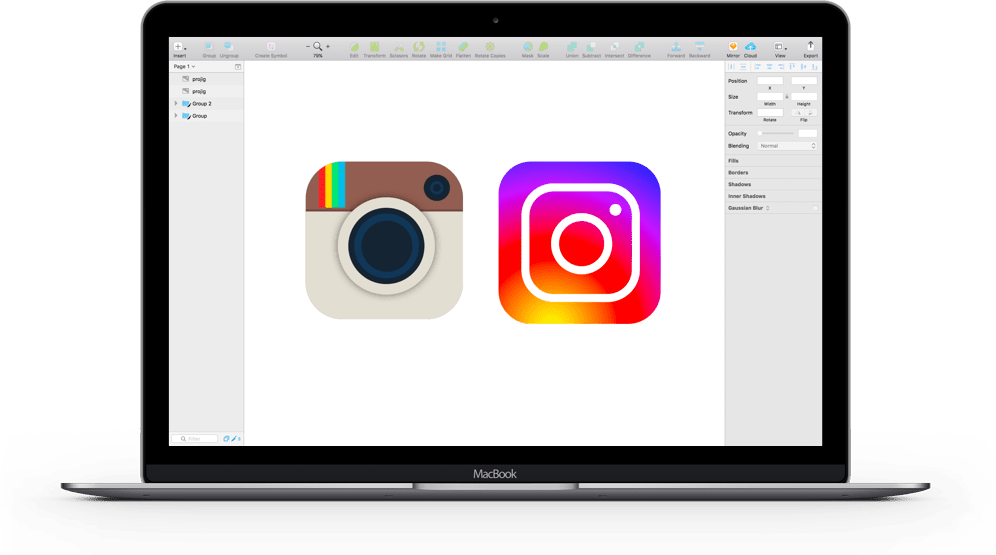 Insert Group Ungroup Create Symbol 79% Edit Transform Scissors Rotate Make Grid Flatten Rotate Copies Mask Scale Union Subtract Intersect Difference Forward Backward Mirror Cloud View Export
Page 1
projig
projig
Group 2
Group
Filter
5
Position
X Y
Size
Width Height
Transform
Rotate Flip
Opacity
Blending Normal
Fills
Borders
Shadows
Inner Shadows
Gaussian Blur
MacBook